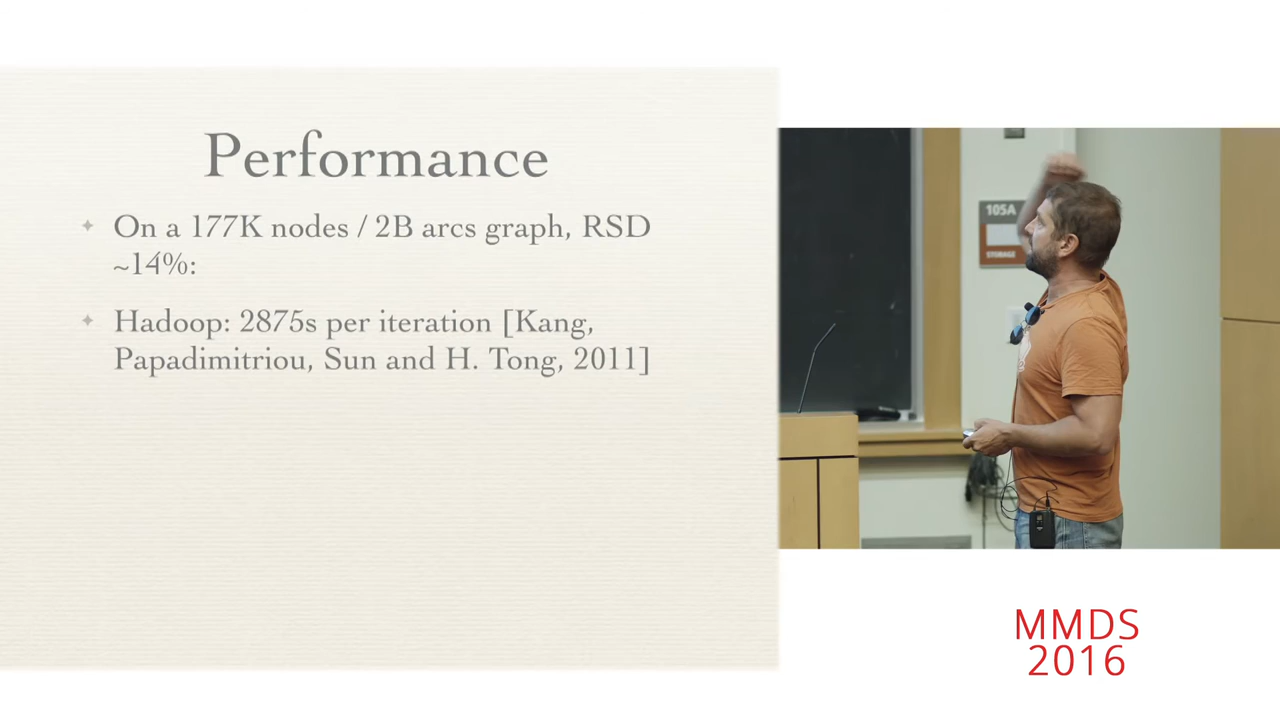 Performance
On a 177K nodes / 2B arcs graph, RSD
~14%:
Hadoop: 2875s per iteration [Kang,
Papadimitriou, Sun and H. Tong, 2011]
105A
STORAGE
MMDS
2016